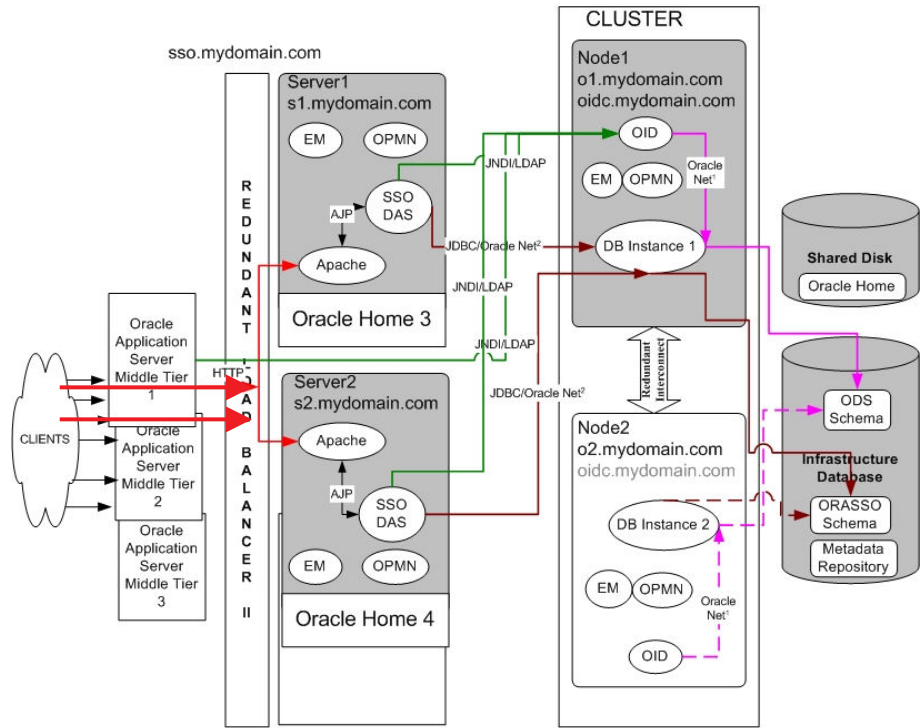 sso.mydomain.com
CLIENTS
Oracle
Application
Server
Middle Tier
1
Oracle
Application
Server
Middle Tier
2
Oracle
Application
Server
Middle Tier
3
REDUNDANT
BALANCER II
HTTP
Server1
s1.mydomain.com
EM
OPMN
SSO
DAS
AJP
Apache
Oracle Home 3
Server2
s2.mydomain.com
Apache
AJP
SSO
DAS
EM
OPMN
Oracle Home 4
JNDI/LDAP
JDBC/Oracle Net²
JNDI/LDAP
JNDI/LDAP
JDBC/Oracle Net²
CLUSTER
Node1
o1.mydomain.com
oidc.mydomain.com
OID
Oracle
Net¹
EM
OPMN
DB Instance 1
Redundant
Interconnect
Node2
o2.mydomain.com
oidc.mydomain.com
DB Instance 2
EM
OPMN
Oracle
Net¹
OID
Shared Disk
Oracle Home
ODS
Schema
Infrastructure
Database
ORASSO
Schema
Metadata
Repository